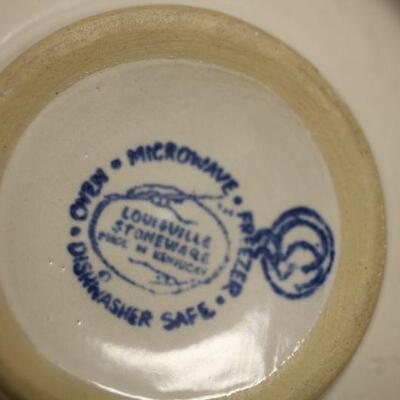 • OVEN • MICROWAVE • FREEZER •
DISHWASHER SAFE
LOUISVILLE
STONEWARE
MADE IN KENTUCKY